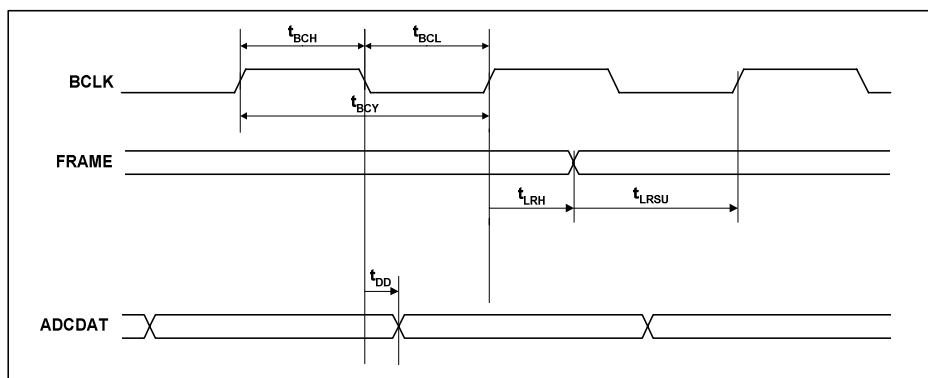 tBCH tBCL
BCLK
tBCY
FRAME
tLRH tLRSU
tDD
ADCDAT